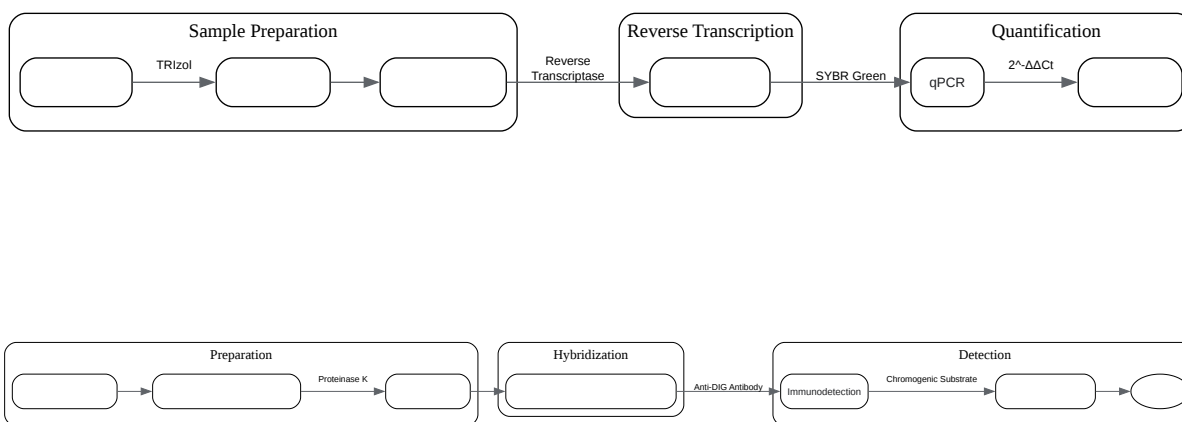 Sample Preparation
Reverse Transcription
Quantification
TRIzol
Reverse
Transcriptase
SYBR Green
qPCR
2^-ΔΔCt
Preparation
Hybridization
Detection
Proteinase K
Anti-DIG Antibody
Immunodetection
Chromogenic Substrate